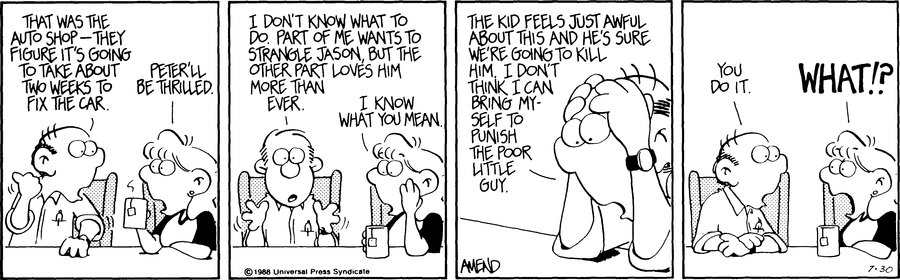 THAT WAS THE
AUTO SHOP — THEY
FIGURE IT'S GOING
TO TAKE ABOUT
TWO WEEKS TO
FIX THE CAR.
PETER'LL
BE THRILLED.
I DON'T KNOW WHAT TO
DO. PART OF ME WANTS TO
STRANGLE JASON, BUT THE
OTHER PART LOVES HIM
MORE THAN
EVER.
I KNOW
WHAT YOU MEAN.
© 1988 Universal Press Syndicate
THE KID FEELS JUST AWFUL
ABOUT THIS AND HE'S SURE
WE'RE GOING TO KILL
HIM. I DON'T
THINK I CAN
BRING MY-
SELF TO
PUNISH
THE POOR
LITTLE
GUY.
AMEND
YOU
DO IT.
WHAT!?
7-30